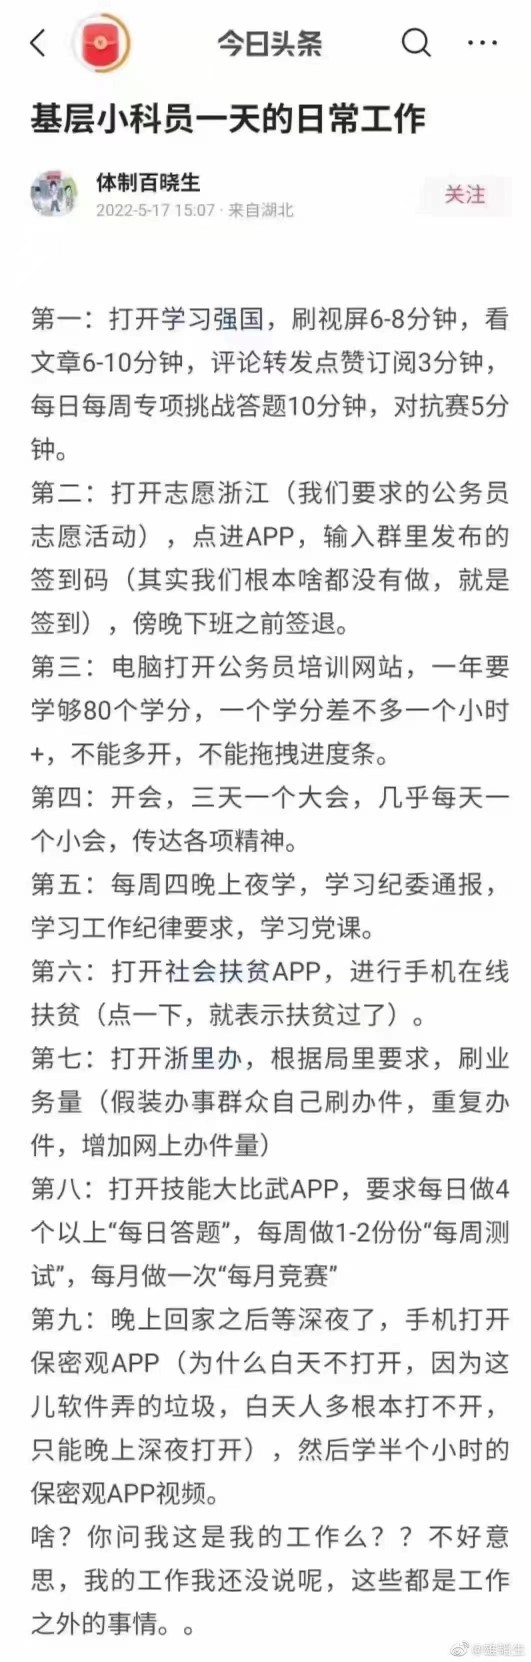 今日头条
基层小科员一天的日常工作
体制百晓生
关注
2022-5-17 15:07 · 来自湖北
第一：打开学习强国，刷视屏6-8分钟，看
文章6-10分钟，评论转发点赞订阅3分钟，
每日每周专项挑战答题10分钟，对抗赛5分
钟。
第二：打开志愿浙江（我们要求的公务员
志愿活动），点进APP，输入群里发布的
签到码（其实我们根本啥都没有做，就是
签到），傍晚下班之前签退。
第三：电脑打开公务员培训网站，一年要
学够80个学分，一个学分差不多一个小时
+，不能多开，不能拖拽进度条。
第四：开会，三天一个大会，几乎每天一
个小会，传达各项精神。
第五：每周四晚上夜学，学习纪委通报，
学习工作纪律要求，学习党课。
第六：打开社会扶贫APP，进行手机在线
扶贫（点一下，就表示扶贫过了）。
第七：打开浙里办，根据局里要求，刷业
务量（假装办事群众自己刷办件，重复办
件，增加网上办件量）
第八：打开技能大比武APP，要求每日做4
个以上“每日答题”，每周做1-2份份“每周测
试”，每月做一次“每月竞赛”
第九：晚上回家之后等深夜了，手机打开
保密观APP（为什么白天不打开，因为这
儿软件弄的垃圾，白天人多根本打不开，
只能晚上深夜打开），然后学半个小时的
保密观APP视频。
啥？你问我这是我的工作么？？不好意
思，我的工作我还没说呢，这些都是工作
之外的事情。。